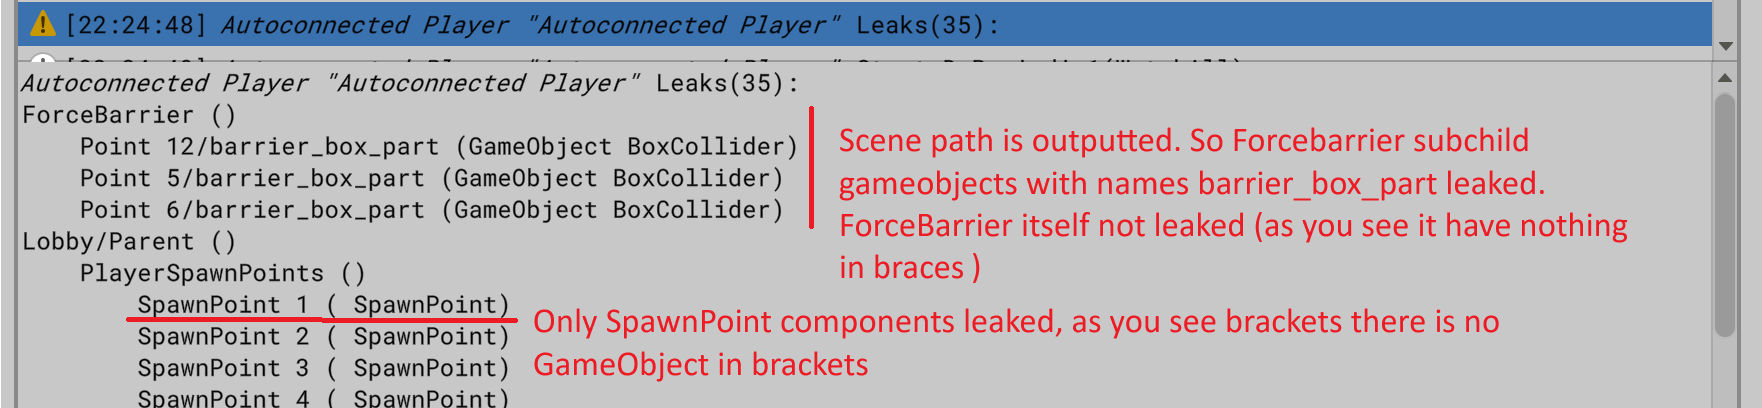 [22:24:48] Autoconnected Player "Autoconnected Player" Leaks(35):
Autoconnected Player "Autoconnected Player" Leaks(35):
ForceBarrier ()
Point 12/barrier_box_part (GameObject BoxCollider)
Point 5/barrier_box_part (GameObject BoxCollider)
Point 6/barrier_box_part (GameObject BoxCollider)
Scene path is outputted. So Forcebarrier subchild
gameobjects with names barrier_box_part leaked.
ForceBarrier itself not leaked (as you see it have nothing
in braces )
Lobby/Parent ()
PlayerSpawnPoints ()
SpawnPoint 1 ( SpawnPoint)
SpawnPoint 2 ( SpawnPoint)
SpawnPoint 3 ( SpawnPoint)
SpawnPoint 4 ( SpawnPoint)
Only SpawnPoint components leaked, as you see brackets there is no
GameObject in brackets